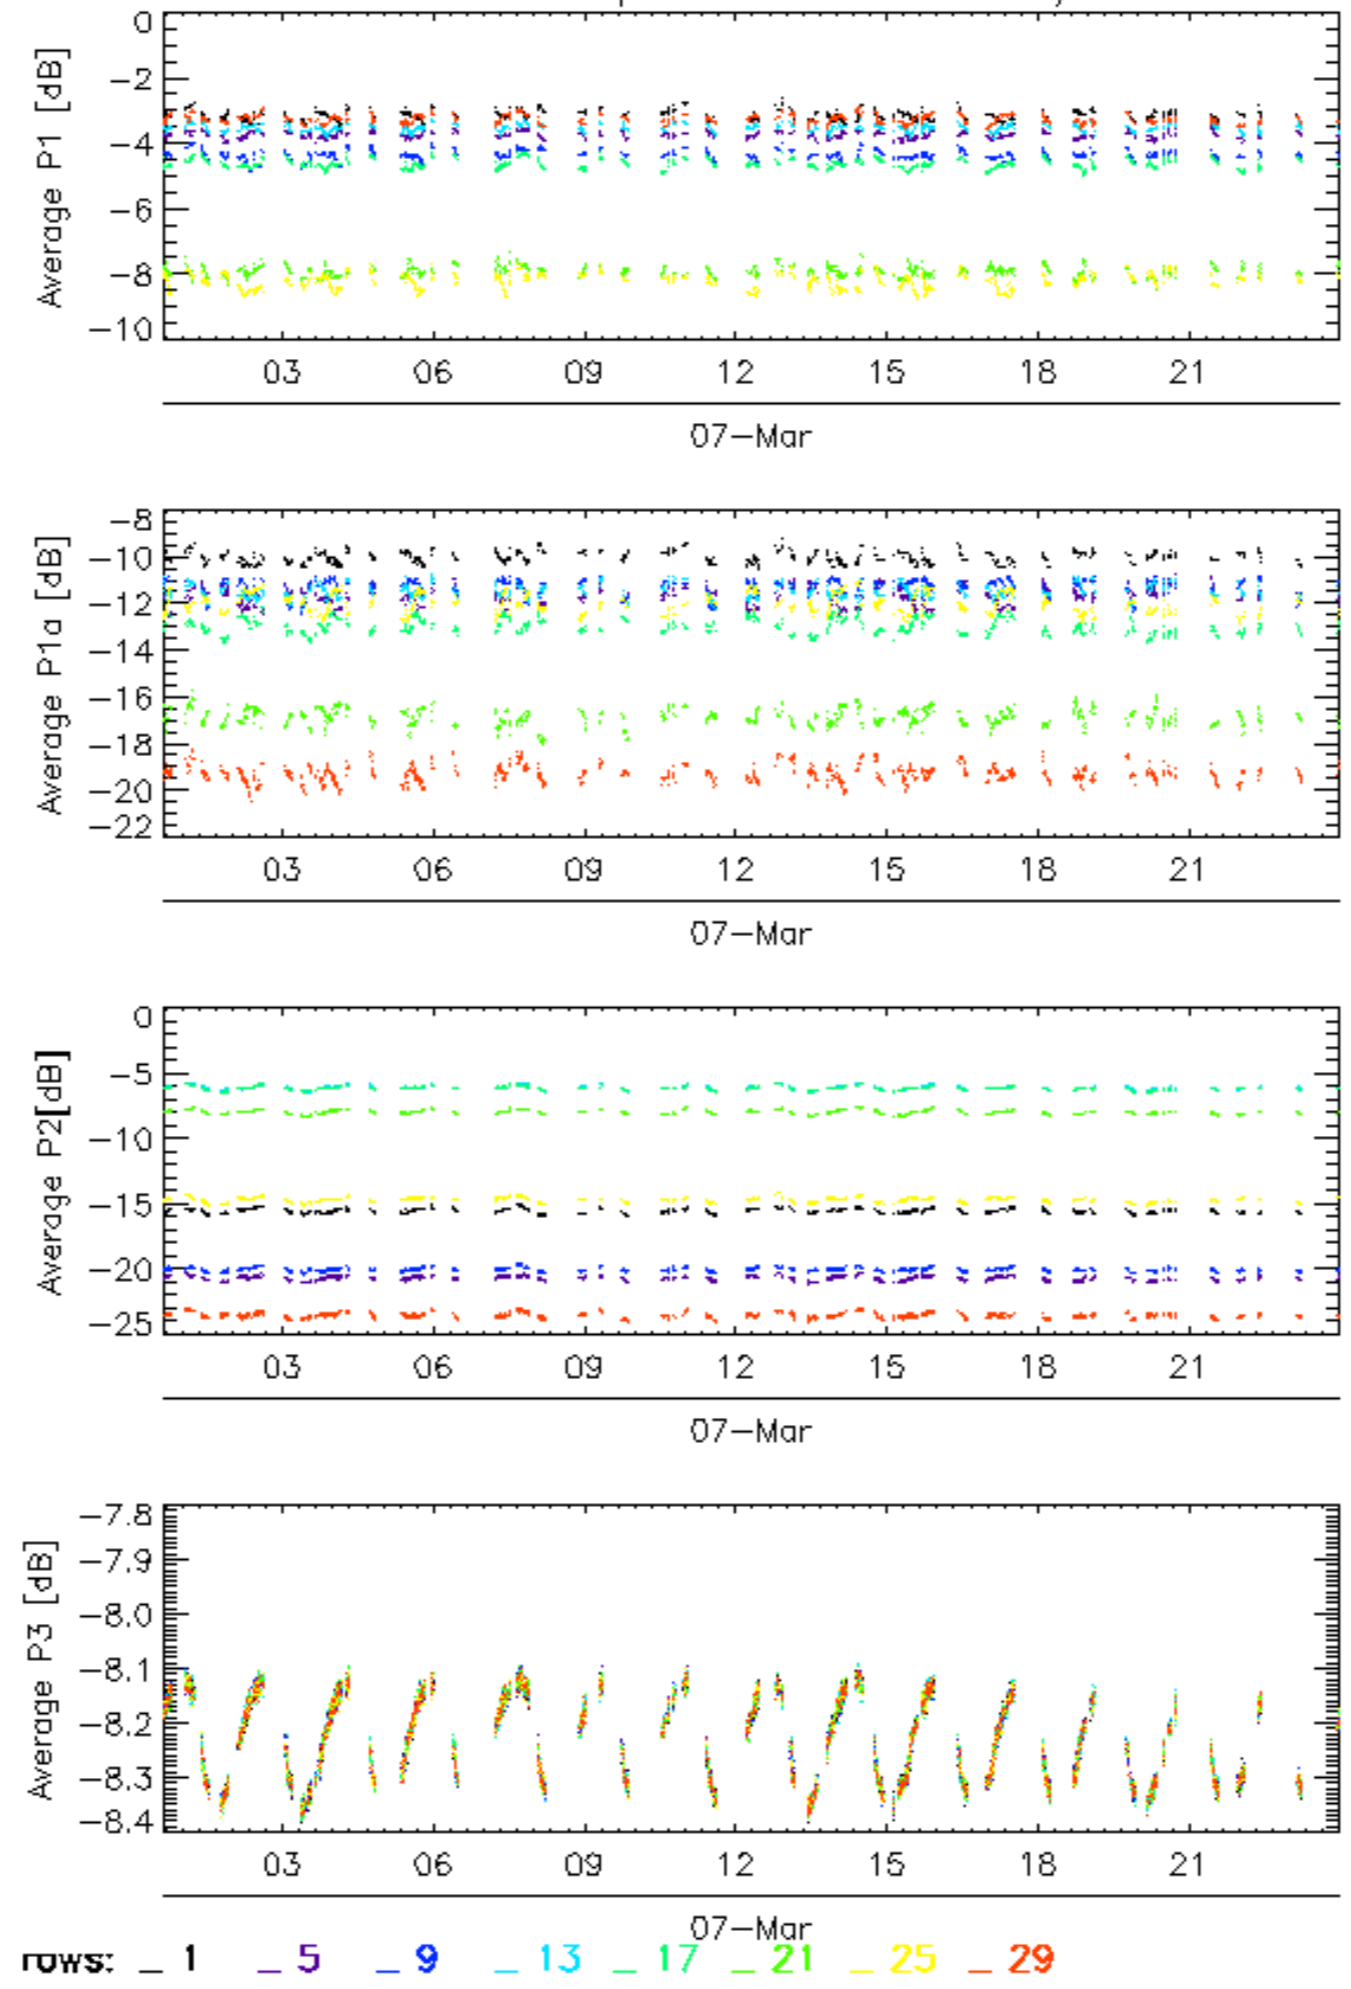 Average P1 [dB]
0
−2
−4
−6
−8
−10
03 06 09 12 15 18 21
07−Mar
Average P1a [dB]
−8
−10
−12
−14
−16
−18
−20
−22
03 06 09 12 15 18 21
07−Mar
Average P2[dB]
0
−5
−10
−15
−20
−25
03 06 09 12 15 18 21
07−Mar
Average P3 [dB]
−7.8
−7.9
−8.0
−8.1
−8.2
−8.3
−8.4
03 06 09 12 15 18 21
07−Mar
rows: _ 1 _ 5 _ 9 _ 13 _ 17 _ 21 _ 25 _ 29